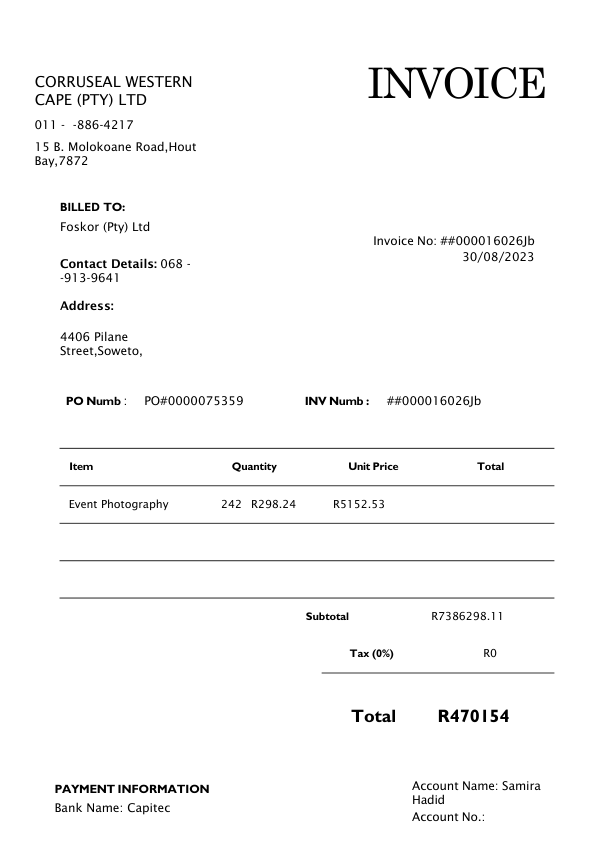 CORRUSEAL WESTERN
CAPE (PTY) LTD
INVOICE
011 -  -886-4217
15 B. Molokoane Road,Hout
Bay,7872
BILLED TO:
Foskor (Pty) Ltd
Invoice No: ##000016026Jb
30/08/2023
Contact Details: 068 -
-913-9641
Address:
4406 Pilane
Street,Soweto,
PO Numb : PO#0000075359 INV Numb : ##000016026Jb
Item Quantity Unit Price Total
Event Photography 242 R298.24 R5152.53
Subtotal R7386298.11
Tax (0%) R0
Total R470154
PAYMENT INFORMATION
Bank Name: Capitec
Account Name: Samira
Hadid
Account No.: